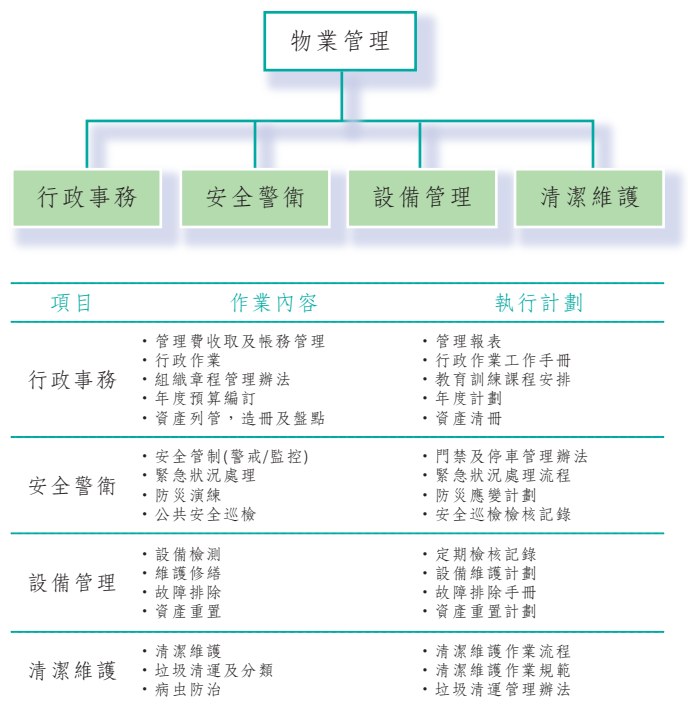 物業管理
行政事務 安全警衛 設備管理 清潔維護
項目 作業內容 執行計劃
行政事務
・管理費收取及帳務管理 ・管理報表
・行政作業 ・行政作業工作手冊
・組織章程管理辦法 ・教育訓練課程安排
・年度預算編訂 ・年度計劃
・資產列管，造冊及盤點 ・資產清冊
安全警衛
・安全管制(警戒/監控) ・門禁及停車管理辦法
・緊急狀況處理 ・緊急狀況處理流程
・防災演練 ・防災應變計劃
・公共安全巡檢 ・安全巡檢檢核記錄
設備管理
・設備檢測 ・定期檢核記錄
・維護修繕 ・設備維護計劃
・故障排除 ・故障排除手冊
・資產重置 ・資產重置計劃
清潔維護
・清潔維護 ・清潔維護作業流程
・垃圾清運及分類 ・清潔維護作業規範
・病虫防治 ・垃圾清運管理辦法